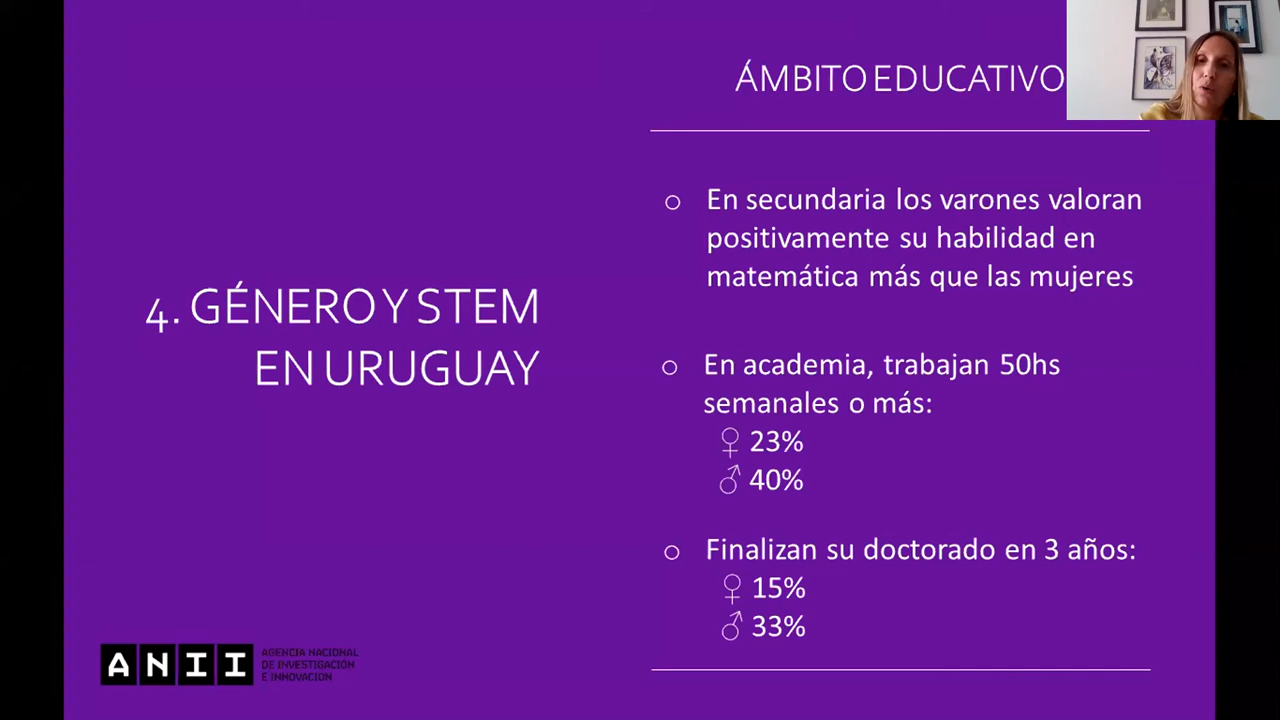 ÁMBITO EDUCATIVO
4. GÉNERO Y STEM
EN URUGUAY
o En secundaria los varones valoran
positivamente su habilidad en
matemática más que las mujeres
o En academia, trabajan 50hs
semanales o más:
♀ 23%
♂ 40%
o Finalizan su doctorado en 3 años:
♀ 15%
♂ 33%
ANII
AGENCIA NACIONAL
DE INVESTIGACIÓN
E INNOVACIÓN